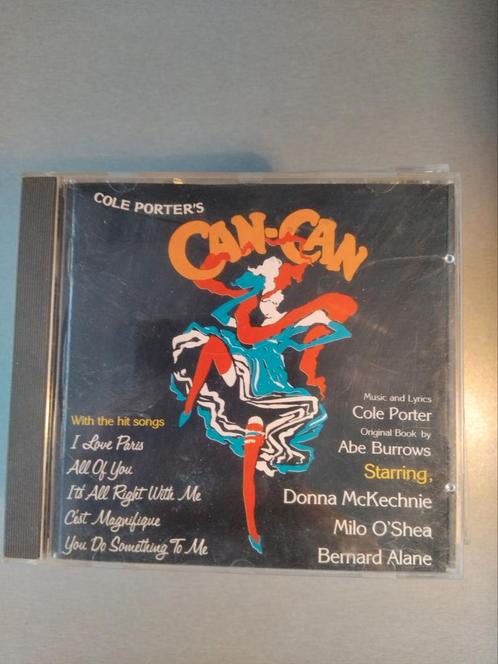 COLE PORTER'S
CAN-CAN
With the hit songs
I Love Paris
All Of You
It's All Right With Me
C'est Magnifique
You Do Something To Me
Music and Lyrics
Cole Porter
Original Book by
Abe Burrows
Starring,
Donna McKechnie
Milo O'Shea
Bernard Alane